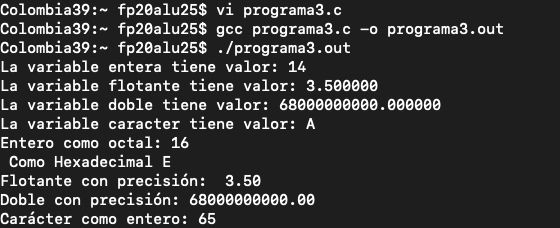 Colombia39:~ fp20alu25$ vi programa3.c
Colombia39:~ fp20alu25$ gcc programa3.c -o programa3.out
Colombia39:~ fp20alu25$ ./programa3.out
La variable entera tiene valor: 14
La variable flotante tiene valor: 3.500000
La variable doble tiene valor: 68000000000.000000
La variable caracter tiene valor: A
Entero como octal: 16
 Como Hexadecimal E
Flotante con precisión:  3.50
Doble con precisión: 68000000000.00
Carácter como entero: 65